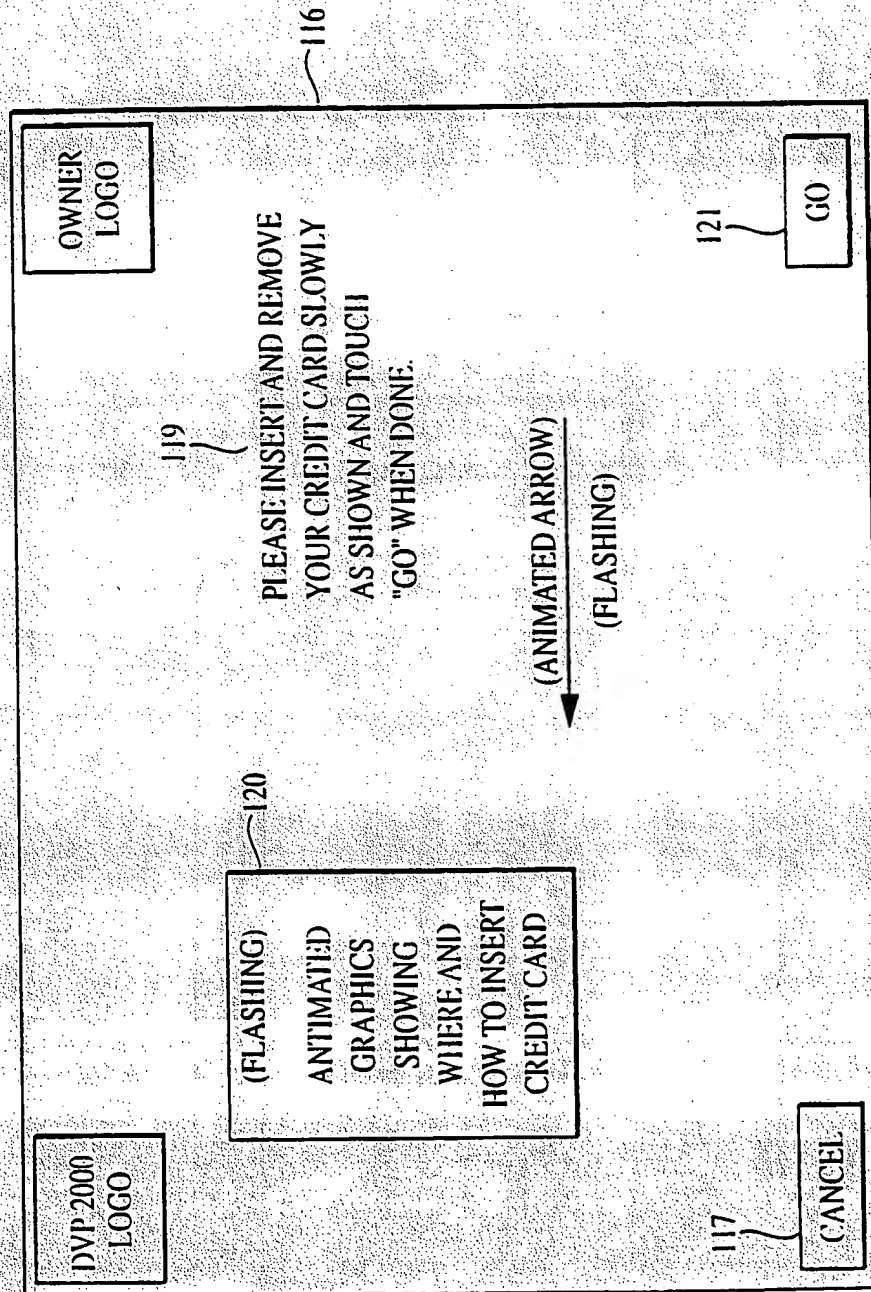 DVP 2000
LOGO
OWNER
LOGO
116
119
PLEASE INSERT AND REMOVE
YOUR CREDIT CARD SLOWLY
AS SHOWN AND TOUCH
"GO" WHEN DONE.
120
(FLASHING)
ANTIMATED
GRAPHICS
SHOWING
WHERE AND
HOW TO INSERT
CREDIT CARD
(ANIMATED ARROW)
(FLASHING)
117
CANCEL
121
GO